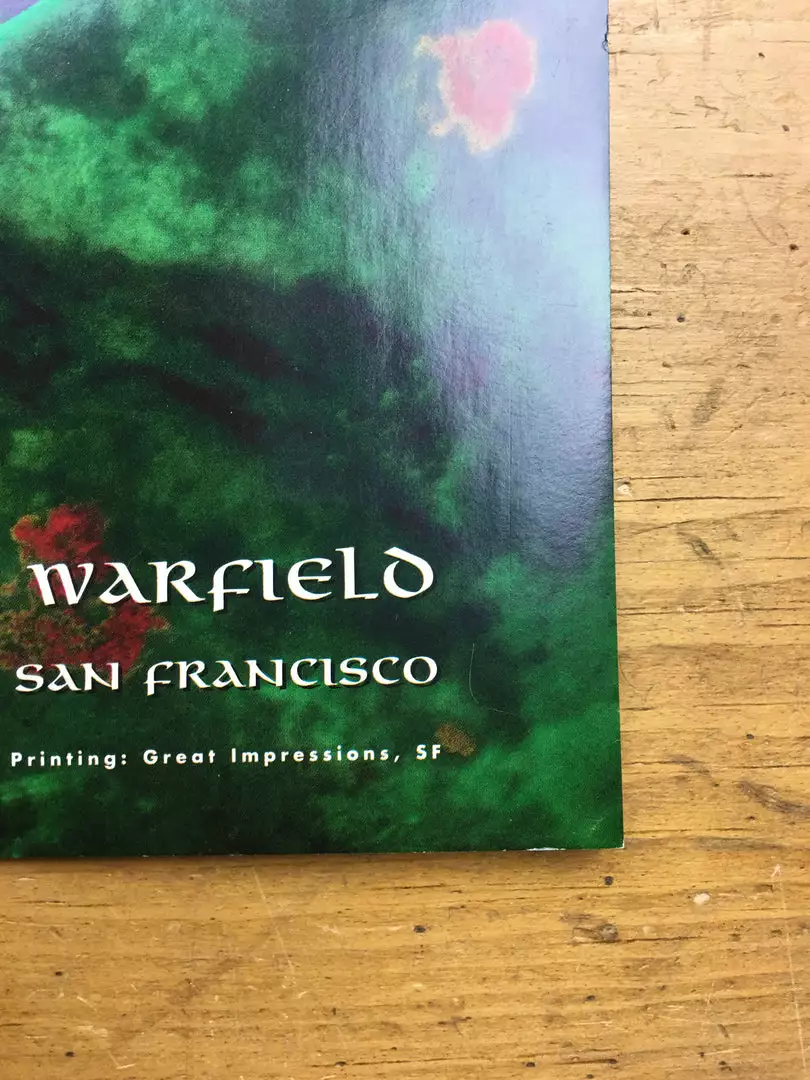 WARFIELD
SAN FRANCISCO
Printing: Great Impressions, SF